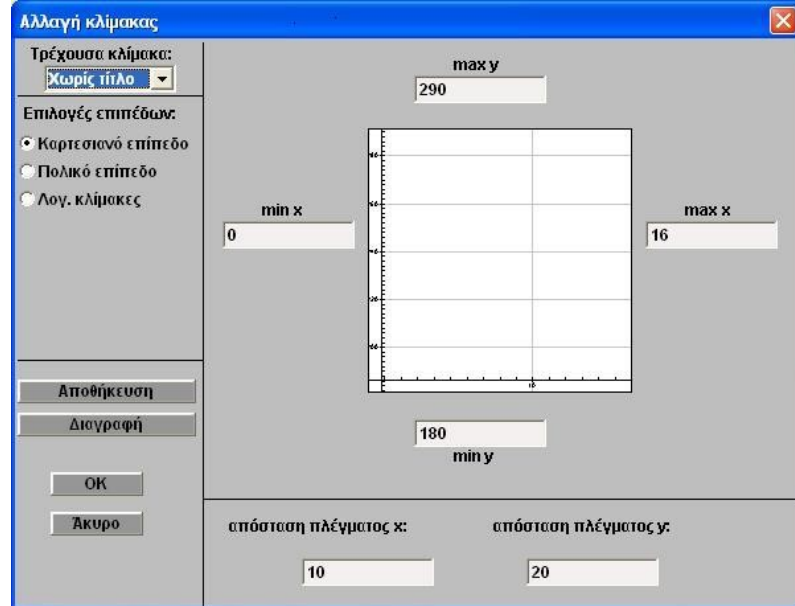 Αλλαγή κλίμακας
Τρέχουσα κλίμακα:
Χωρίς τίτλο
Επιλογές επιπέδων:
Καρτεσιανό επίπεδο
Πολικό επίπεδο
Λογ. κλίμακες
Αποθήκευση
Διαγραφή
OK
Άκυρο
max y
290
min x
0
max x
16
180
min y
απόσταση πλέγματος x:
απόσταση πλέγματος y:
10
20